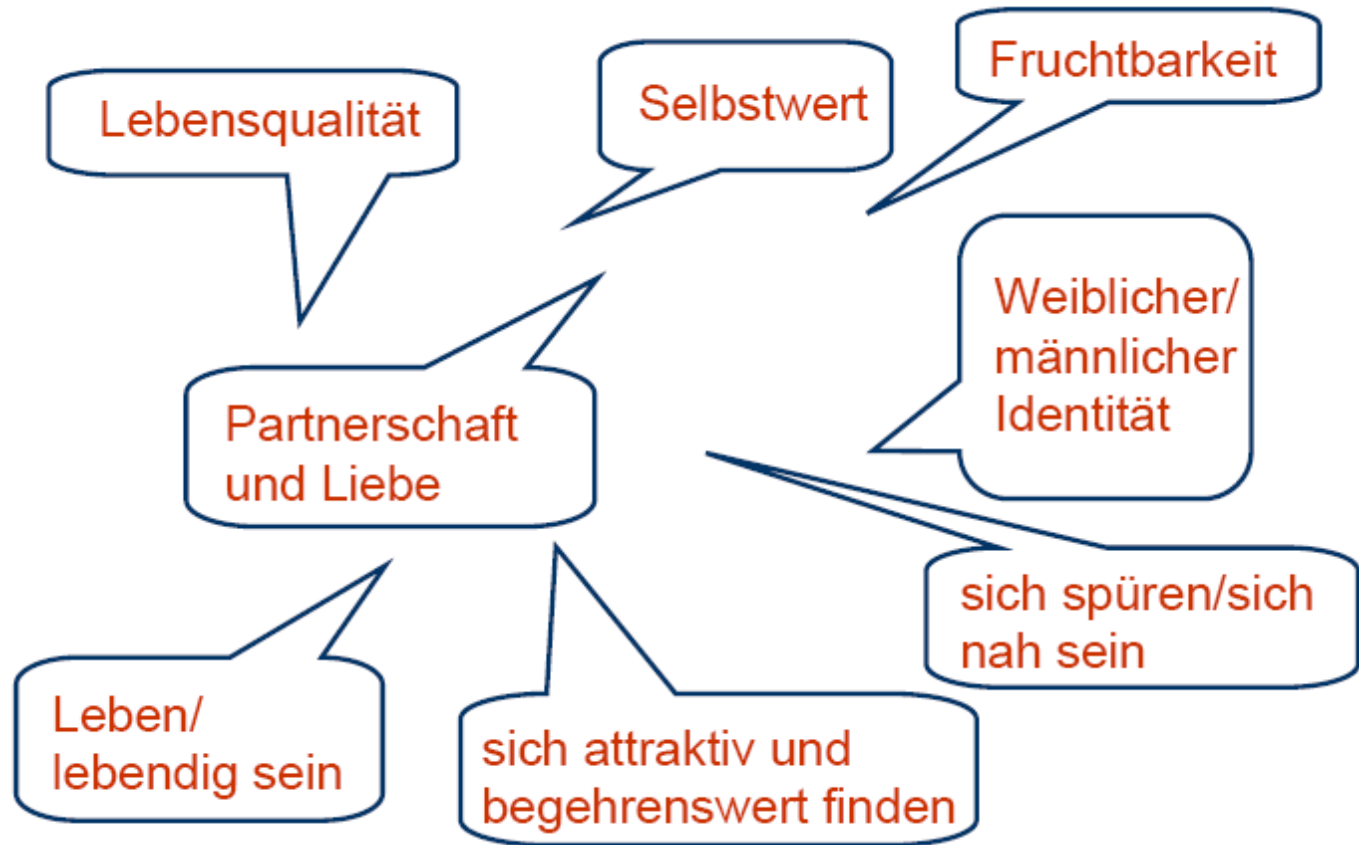 Lebensqualität
Selbstwert
Fruchtbarkeit
Weiblicher/
männlicher
Identität
Partnerschaft
und Liebe
sich spüren/sich
nah sein
Leben/
lebendig sein
sich attraktiv und
begehrenswert finden